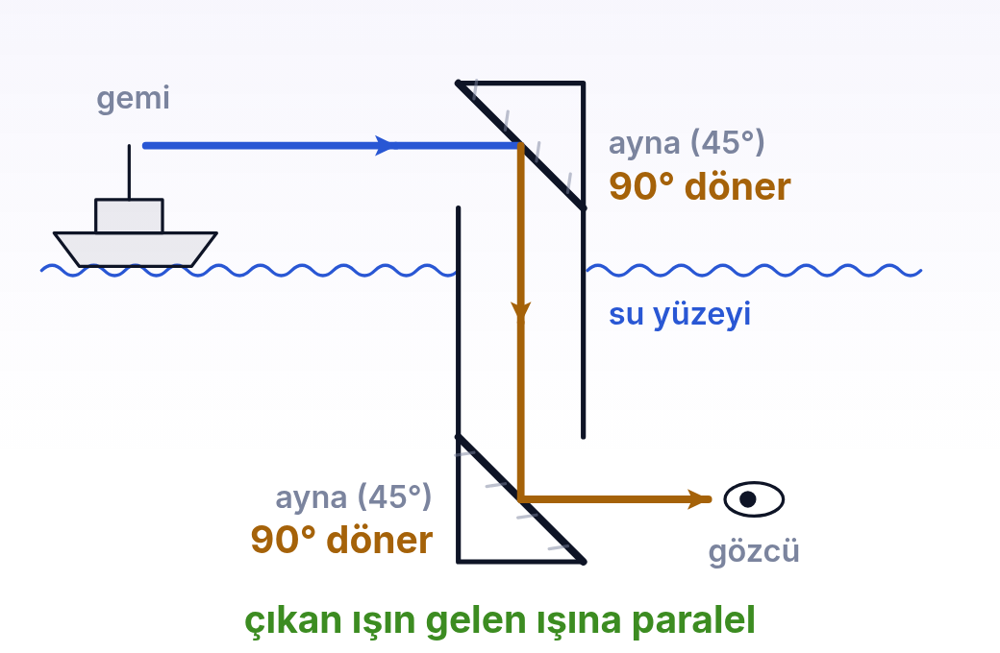 gemi
ayna (45°)
90° döner
su yüzeyi
ayna (45°)
90° döner
gözcü
çıkan ışın gelen ışına paralel